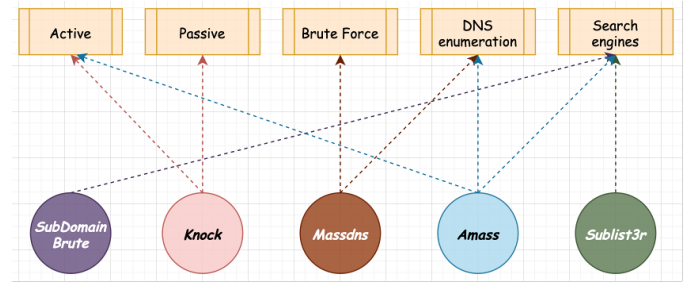 Active
Passive
Brute Force
DNS
enumeration
Search
engines
SubDomain
Brute
Knock
Massdns
Amass
Sublist3r